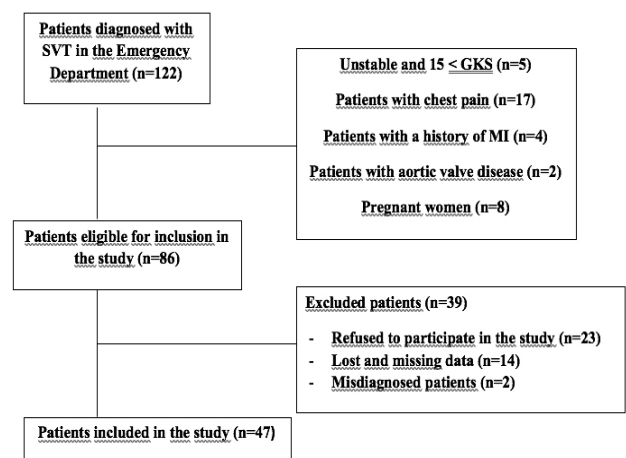 Patients diagnosed with
SVT in the Emergency
Department (n=122)
Unstable and 15 < GKS (n=5)
Patients with chest pain (n=17)
Patients with a history of MI (n=4)
Patients with aortic valve disease (n=2)
Pregnant women (n=8)
Patients eligible for inclusion in
the study (n=86)
Excluded patients (n=39)
- Refused to participate in the study (n=23)
- Lost and missing data (n=14)
- Misdiagnosed patients (n=2)
Patients included in the study (n=47)